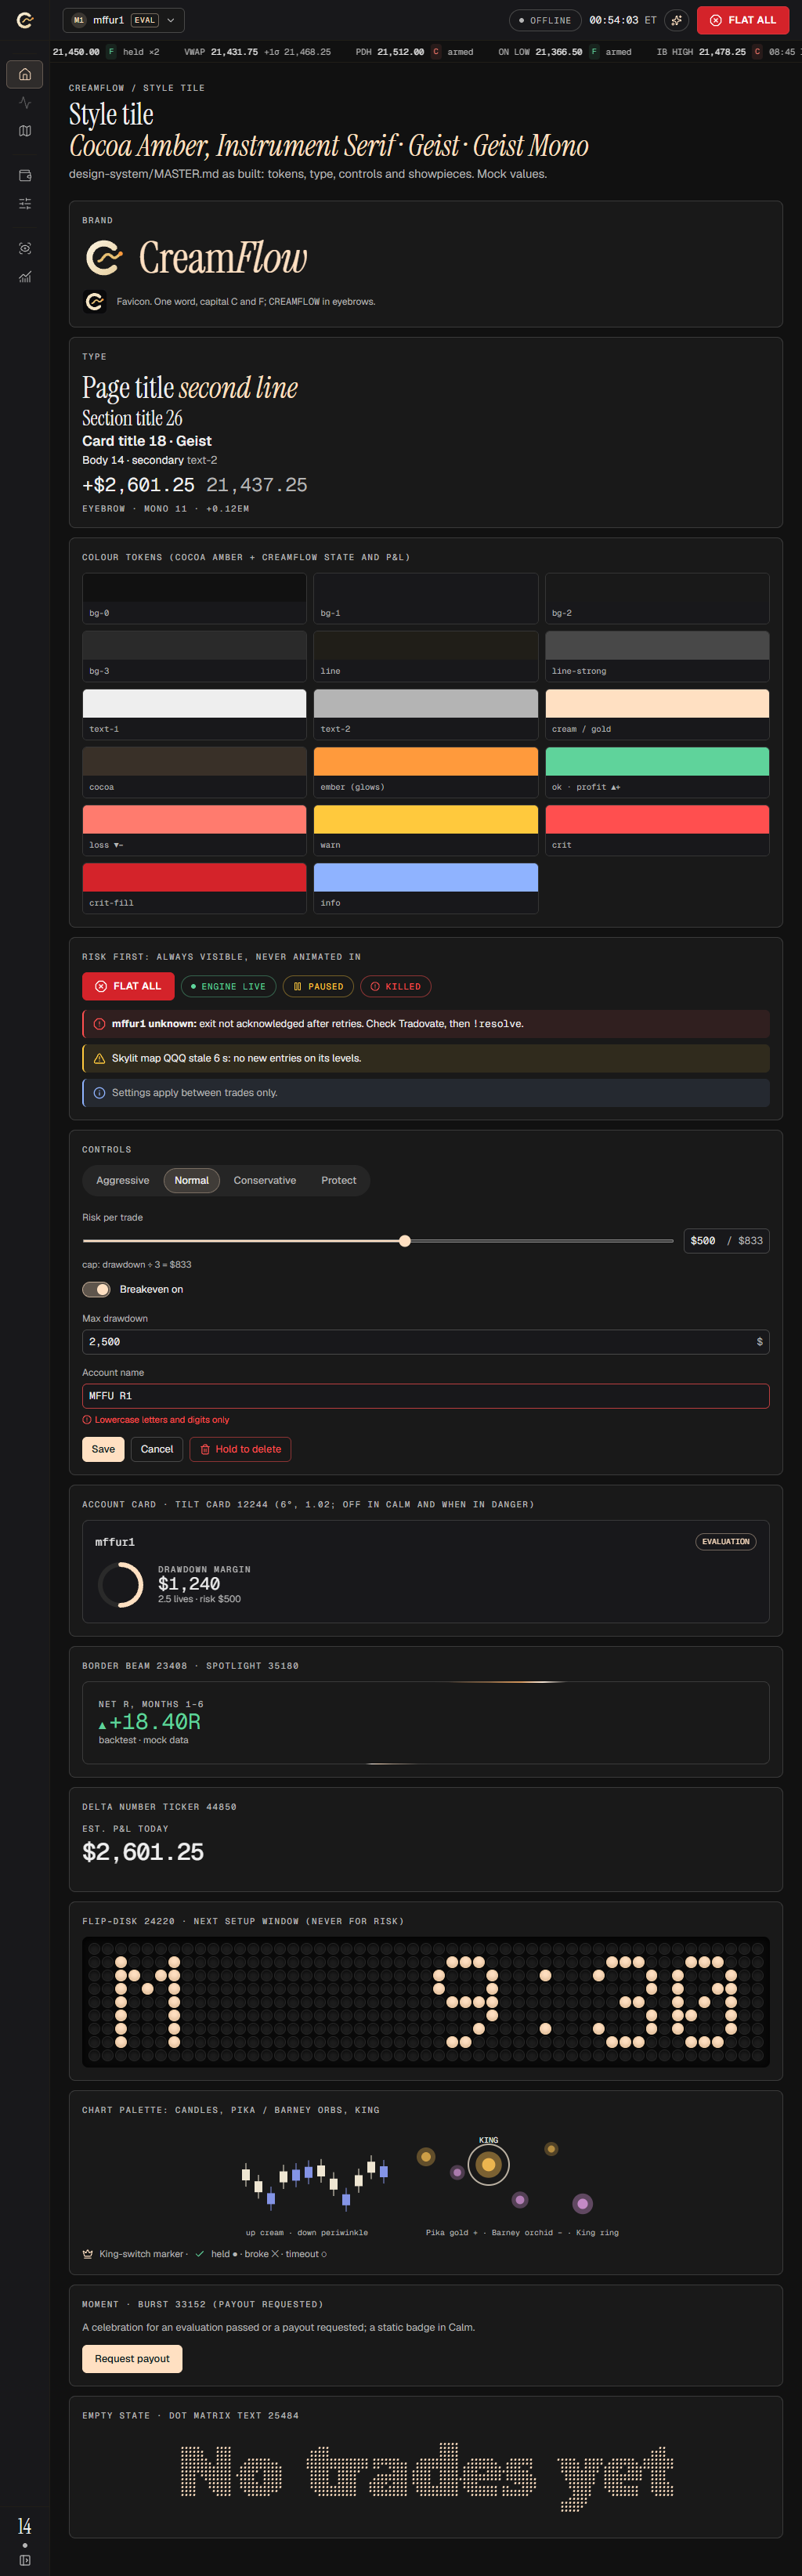 M1 mffur1 EVAL
OFFLINE 00:54:03 ET FLAT ALL
21,450.00 F held ×2 VWAP 21,431.75 +1σ 21,468.25 PDH 21,512.00 C armed ON LOW 21,366.50 F armed IB HIGH 21,478.25 C 08:45
CREAMFLOW / STYLE TILE
Style tile
Cocoa Amber, Instrument Serif · Geist · Geist Mono
design-system/MASTER.md as built: tokens, type, controls and showpieces. Mock values.
BRAND
CreamFlow
Favicon. One word, capital C and F; CREAMFLOW in eyebrows.
TYPE
Page title second line
Section title 26
Card title 18 · Geist
Body 14 · secondary text-2
+$2,601.25 21,437.25
EYEBROW · MONO 11 · +0.12EM
COLOUR TOKENS (COCOA AMBER + CREAMFLOW STATE AND P&L)
bg-0 bg-1 bg-2
bg-3 line line-strong
text-1 text-2 cream / gold
cocoa ember (glows) ok · profit ▲+
loss ▼− warn crit
crit-fill info
RISK FIRST: ALWAYS VISIBLE, NEVER ANIMATED IN
FLAT ALL ENGINE LIVE PAUSED KILLED
mffur1 unknown: exit not acknowledged after retries. Check Tradovate, then !resolve.
Skylit map QQQ stale 6 s: no new entries on its levels.
Settings apply between trades only.
CONTROLS
Aggressive Normal Conservative Protect
Risk per trade
$500 / $833
cap: drawdown ÷ 3 = $833
Breakeven on
Max drawdown
2,500 $
Account name
MFFU R1
Lowercase letters and digits only
Save Cancel Hold to delete
ACCOUNT CARD · TILT CARD 12244 (6°, 1.02; OFF IN CALM AND WHEN IN DANGER)
mffur1 EVALUATION
DRAWDOWN MARGIN
$1,240
2.5 lives · risk $500
BORDER BEAM 23408 · SPOTLIGHT 35180
NET R, MONTHS 1–6
▲+18.40R
backtest · mock data
DELTA NUMBER TICKER 44850
EST. P&L TODAY
$2,601.25
FLIP-DISK 24220 · NEXT SETUP WINDOW (NEVER FOR RISK)
M 9:30
CHART PALETTE: CANDLES, PIKA / BARNEY ORBS, KING
KING
up cream · down periwinkle Pika gold + · Barney orchid − · King ring
King-switch marker · held ● · broke ✕ · timeout ○
MOMENT · BURST 33152 (PAYOUT REQUESTED)
A celebration for an evaluation passed or a payout requested; a static badge in Calm.
Request payout
EMPTY STATE · DOT MATRIX TEXT 25484
No trades yet
14